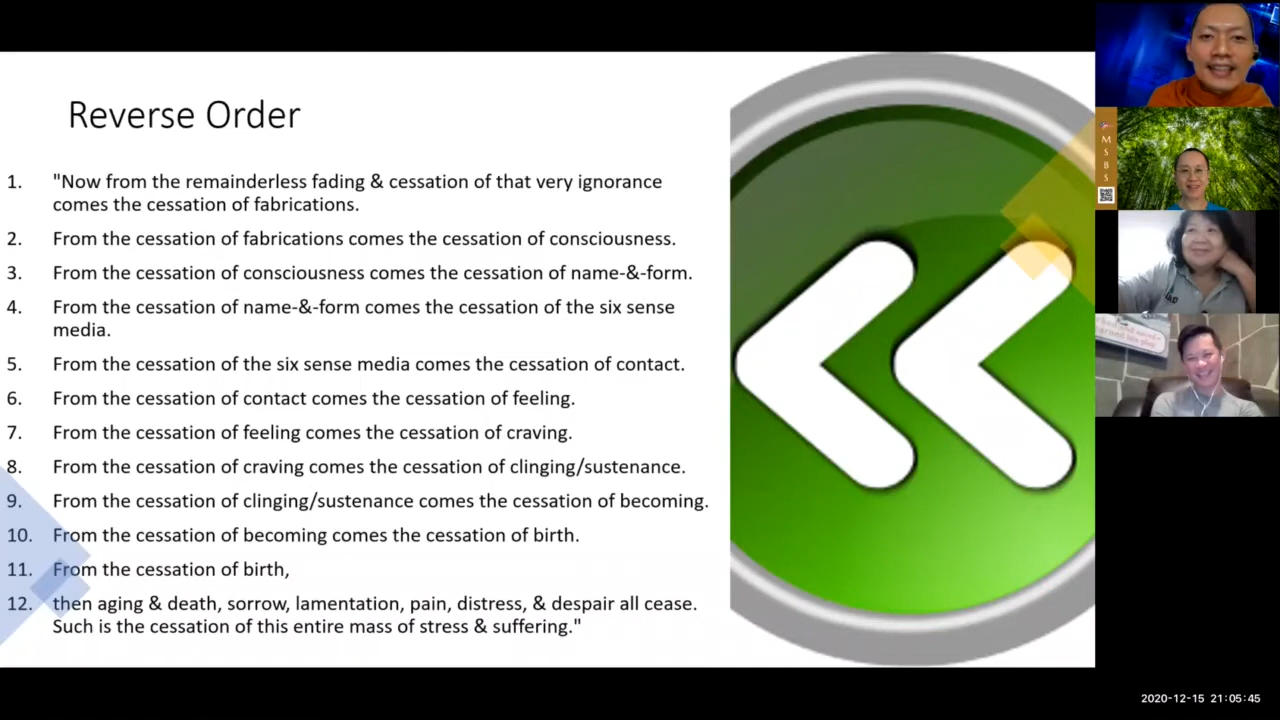 Reverse Order
1. "Now from the remainderless fading & cessation of that very ignorance
comes the cessation of fabrications.
2. From the cessation of fabrications comes the cessation of consciousness.
3. From the cessation of consciousness comes the cessation of name-&-form.
4. From the cessation of name-&-form comes the cessation of the six sense
media.
5. From the cessation of the six sense media comes the cessation of contact.
6. From the cessation of contact comes the cessation of feeling.
7. From the cessation of feeling comes the cessation of craving.
8. From the cessation of craving comes the cessation of clinging/sustenance.
9. From the cessation of clinging/sustenance comes the cessation of becoming.
10. From the cessation of becoming comes the cessation of birth.
11. From the cessation of birth,
12. then aging & death, sorrow, lamentation, pain, distress, & despair all cease.
Such is the cessation of this entire mass of stress & suffering."
M
S
B
S
2020-12-15 21:05:45